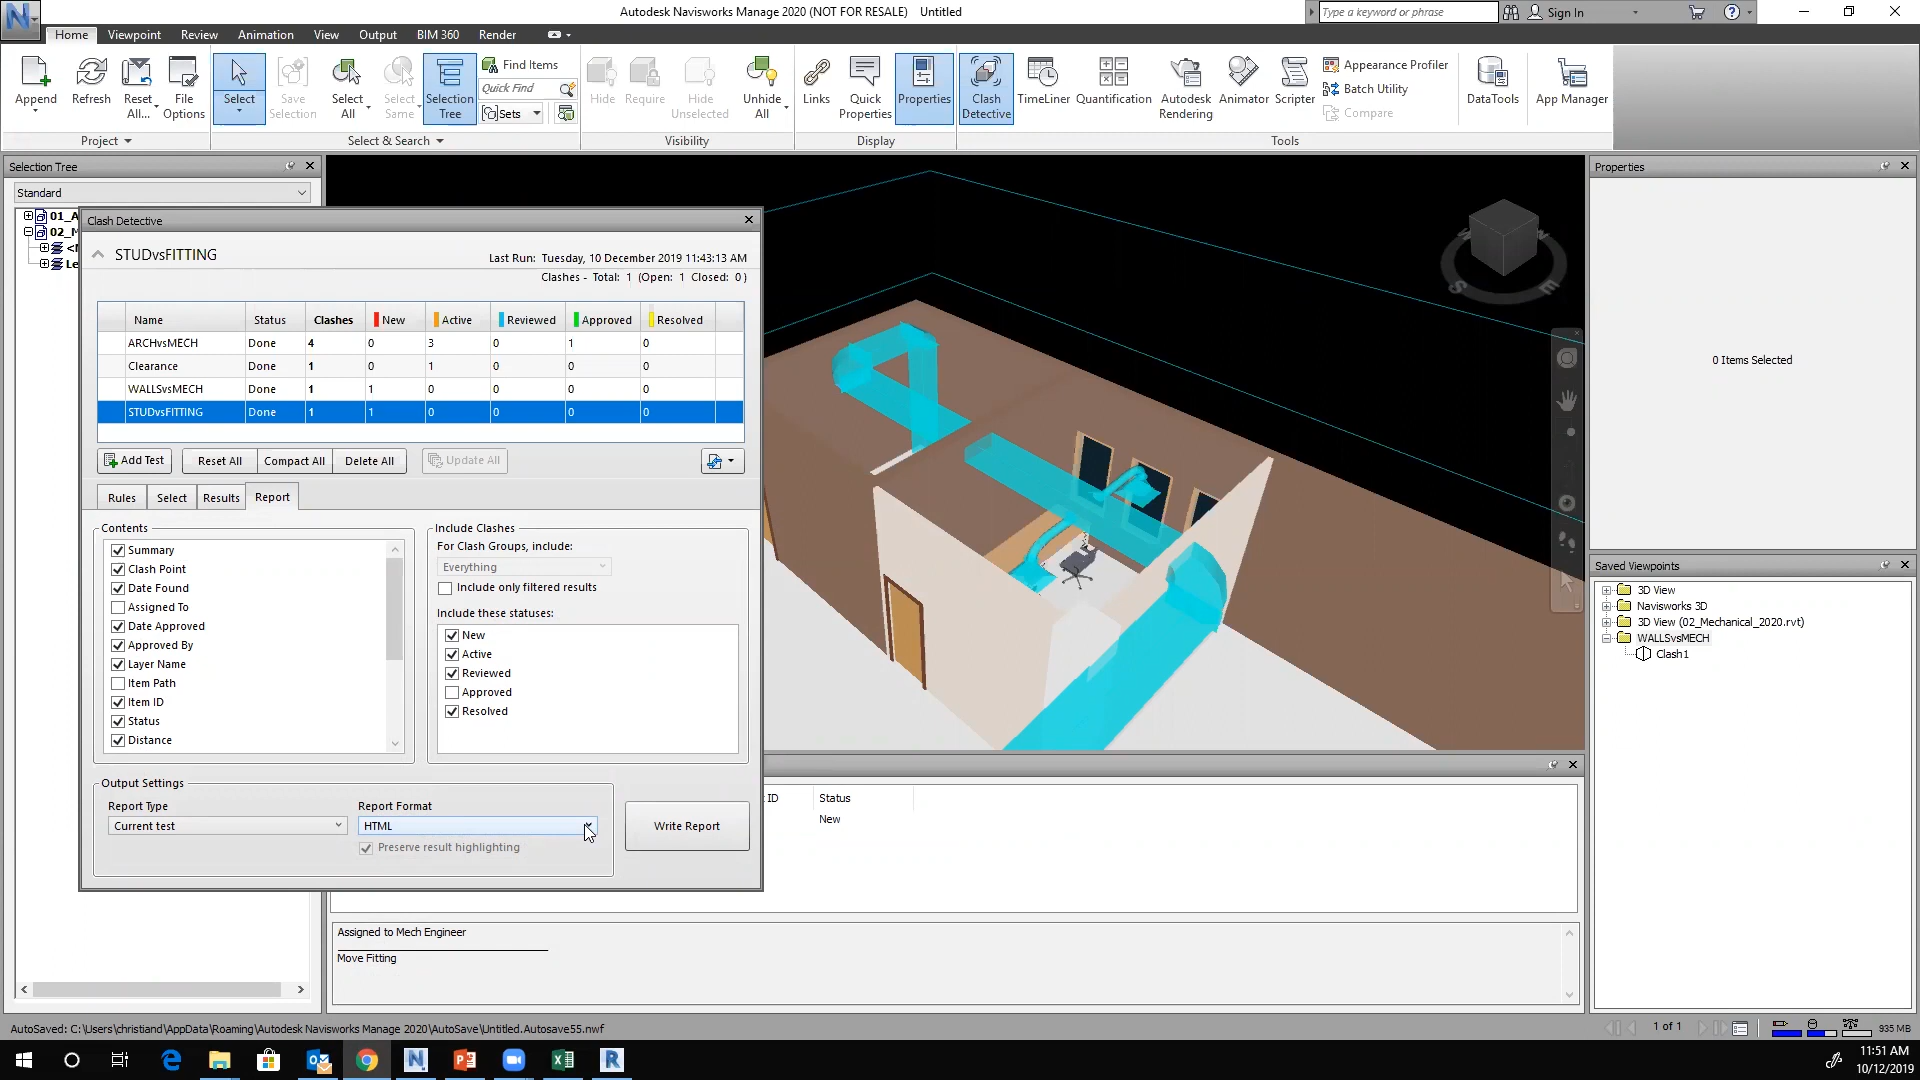 Autodesk Navisworks Manage 2020 (NOT FOR RESALE) Untitled
Type a keyword or phrase
Sign In
Home Viewpoint Review Animation View Output BIM 360 Render
Append
Refresh
Reset All...
File Options
Project
Select
Save Selection
Select All
Select Same
Selection Tree
Find Items
Quick Find
Sets
Select & Search
Hide
Require
Hide Unselected
Unhide All
Visibility
Links
Quick Properties
Properties
Display
Clash Detective
TimeLiner
Quantification
Autodesk Rendering
Animator
Scripter
Appearance Profiler
Batch Utility
Compare
Tools
DataTools
App Manager
Selection Tree
Standard
01_A
02_M
Le
Clash Detective
STUDvsFITTING
Last Run: Tuesday, 10 December 2019 11:43:13 AM
Clashes - Total: 1 (Open: 1 Closed: 0)
Name Status Clashes New Active Reviewed Approved Resolved
ARCHvsMECH Done 4 0 3 0 1 0
Clearance Done 1 0 1 0 0 0
WALLSvsMECH Done 1 1 0 0 0 0
STUDvsFITTING Done 1 1 0 0 0 0
Add Test Reset All Compact All Delete All Update All
Rules Select Results Report
Contents
Summary
Clash Point
Date Found
Assigned To
Date Approved
Approved By
Layer Name
Item Path
Item ID
Status
Distance
Include Clashes
For Clash Groups, include:
Everything
Include only filtered results
Include these statuses:
New
Active
Reviewed
Approved
Resolved
Output Settings
Report Type
Current test
Report Format
HTML
Preserve result highlighting
Write Report
ID Status
New
Assigned to Mech Engineer
Move Fitting
Properties
0 Items Selected
Saved Viewpoints
3D View
Navisworks 3D
3D View (02_Mechanical_2020.rvt)
WALLSvsMECH
Clash1
AutoSaved: C:\Users\christiand\AppData\Roaming\Autodesk Navisworks Manage 2020\AutoSave\Untitled.Autosave55.nwf
1 of 1
935 MB
11:51 AM
10/12/2019